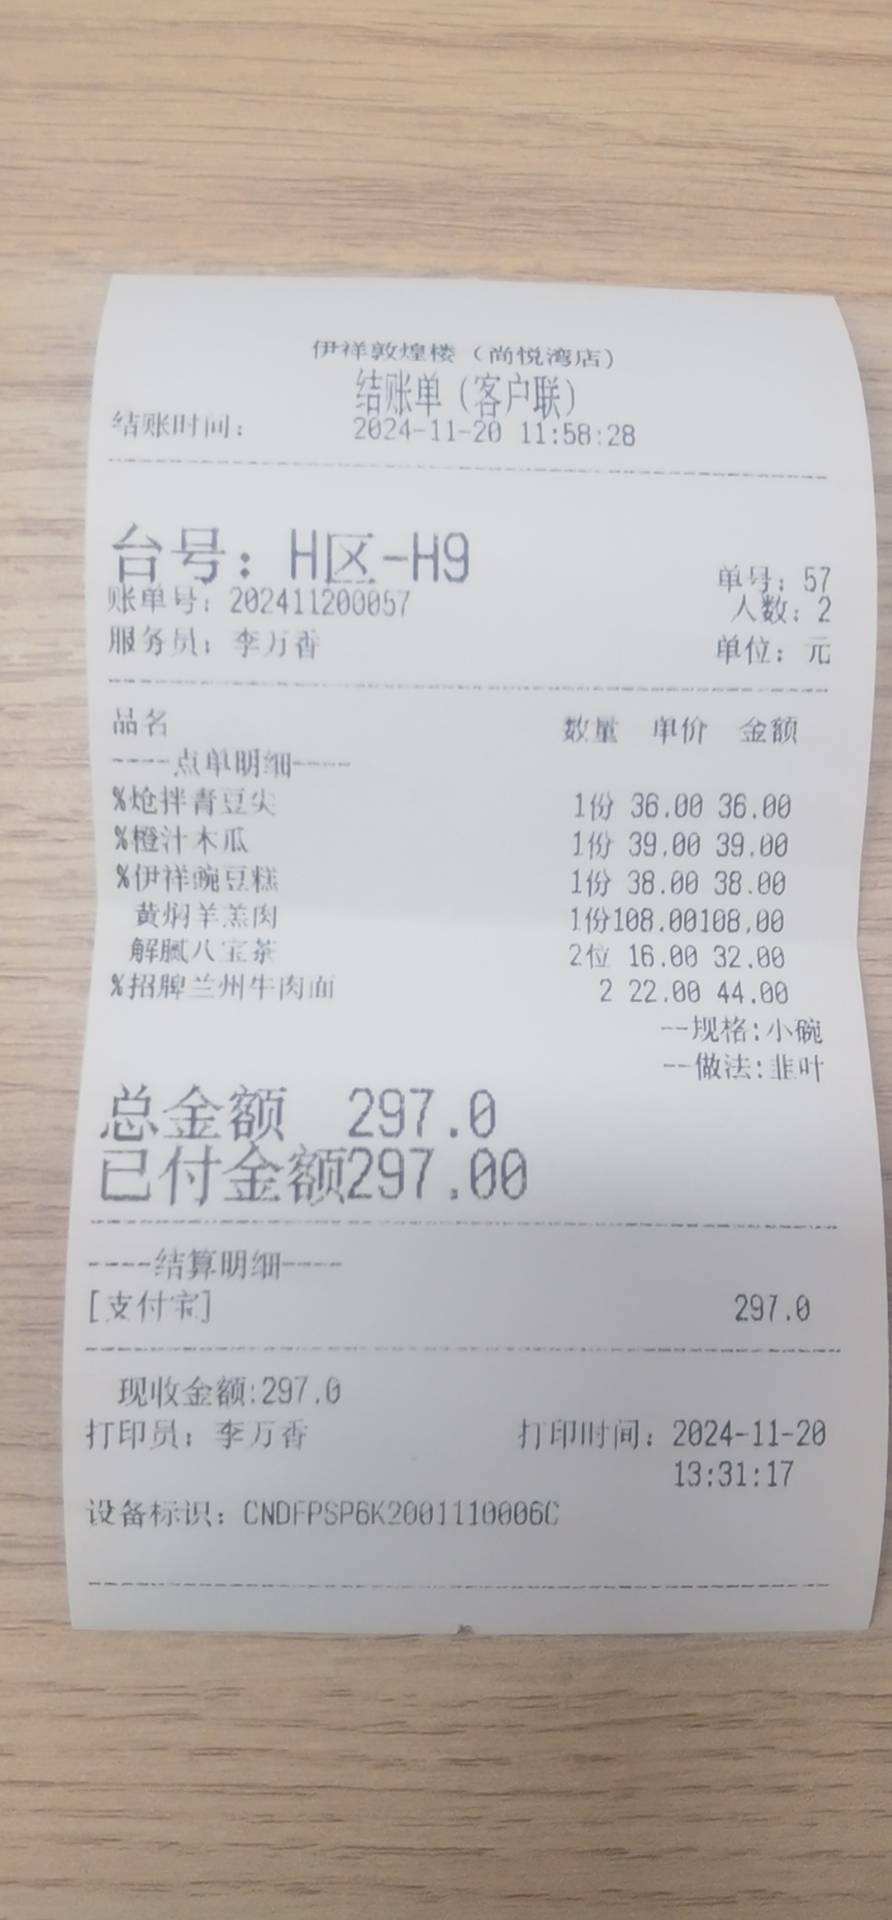 伊祥敦煌楼（尚悦湾店）
结账单（客户联）
结账时间： 2024-11-20 11:58:28
台号：H区-H9
单号：57
账单号：202411200057 人数：2
服务员：李万香 单位：元
品名 数量 单价 金额
----点单明细----
%炝拌青豆尖 1份 36.00 36.00
%橙汁木瓜 1份 39.00 39.00
%伊祥豌豆糕 1份 38.00 38.00
黄焖羊羔肉 1份108.00108.00
解腻八宝茶 2位 16.00 32.00
%招牌兰州牛肉面 2 22.00 44.00
--规格:小碗
--做法:韭叶
总金额 297.0
已付金额297.00
----结算明细----
[支付宝] 297.0
现收金额:297.0
打印员：李万香 打印时间：2024-11-20
13:31:17
设备标识：CNDFPSP6K2001110006C